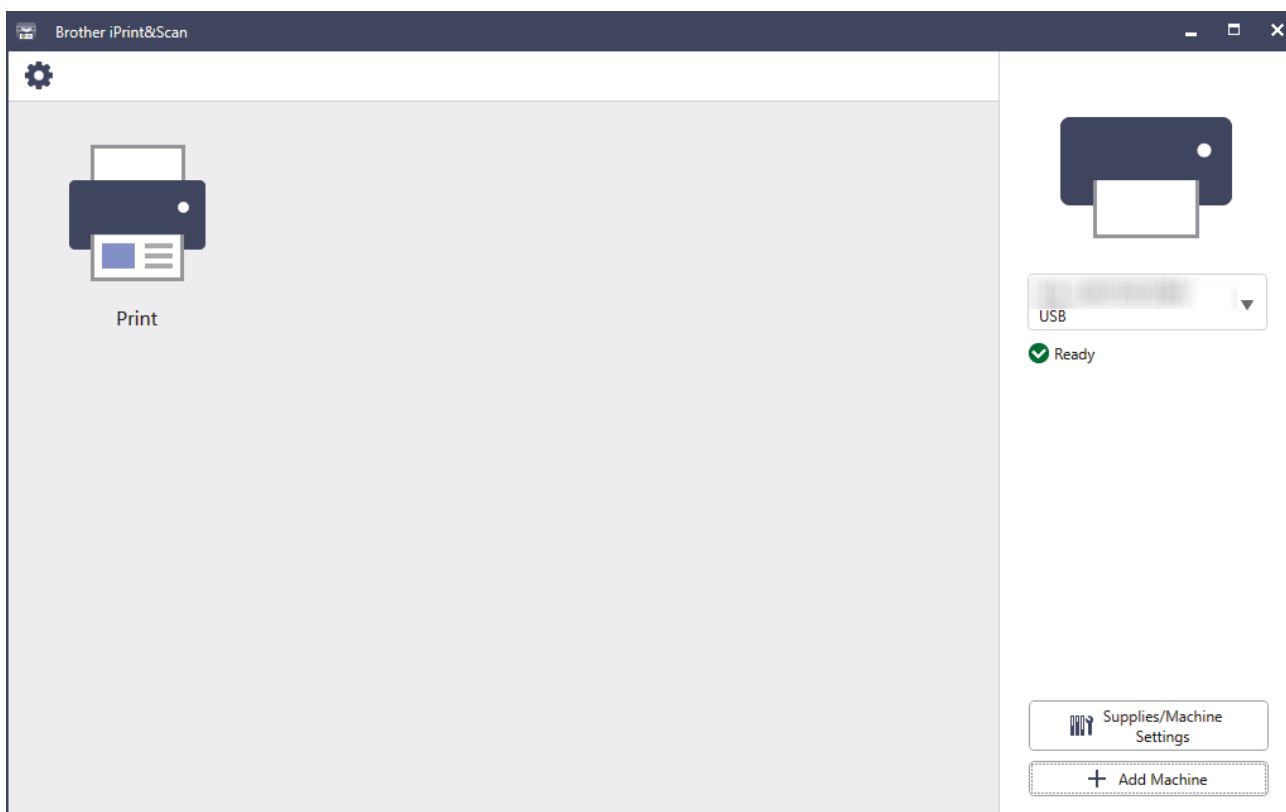 Brother iPrint&Scan
Print
USB
Ready
Supplies/Machine
Settings
Add Machine